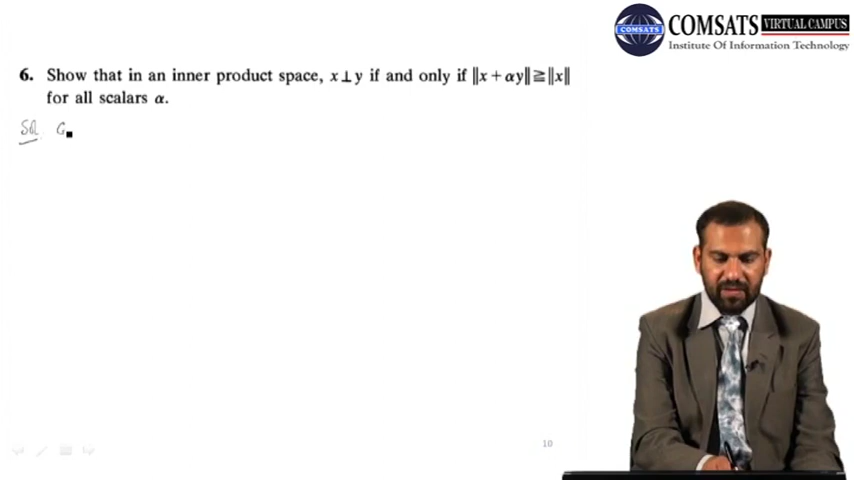 COMSATS VIRTUAL CAMPUS
Institute Of Information Technology
COMSATS
6. Show that in an inner product space, x ⊥ y if and only if ‖x + αy‖ ≧ ‖x‖
for all scalars α.
Sol. G
10